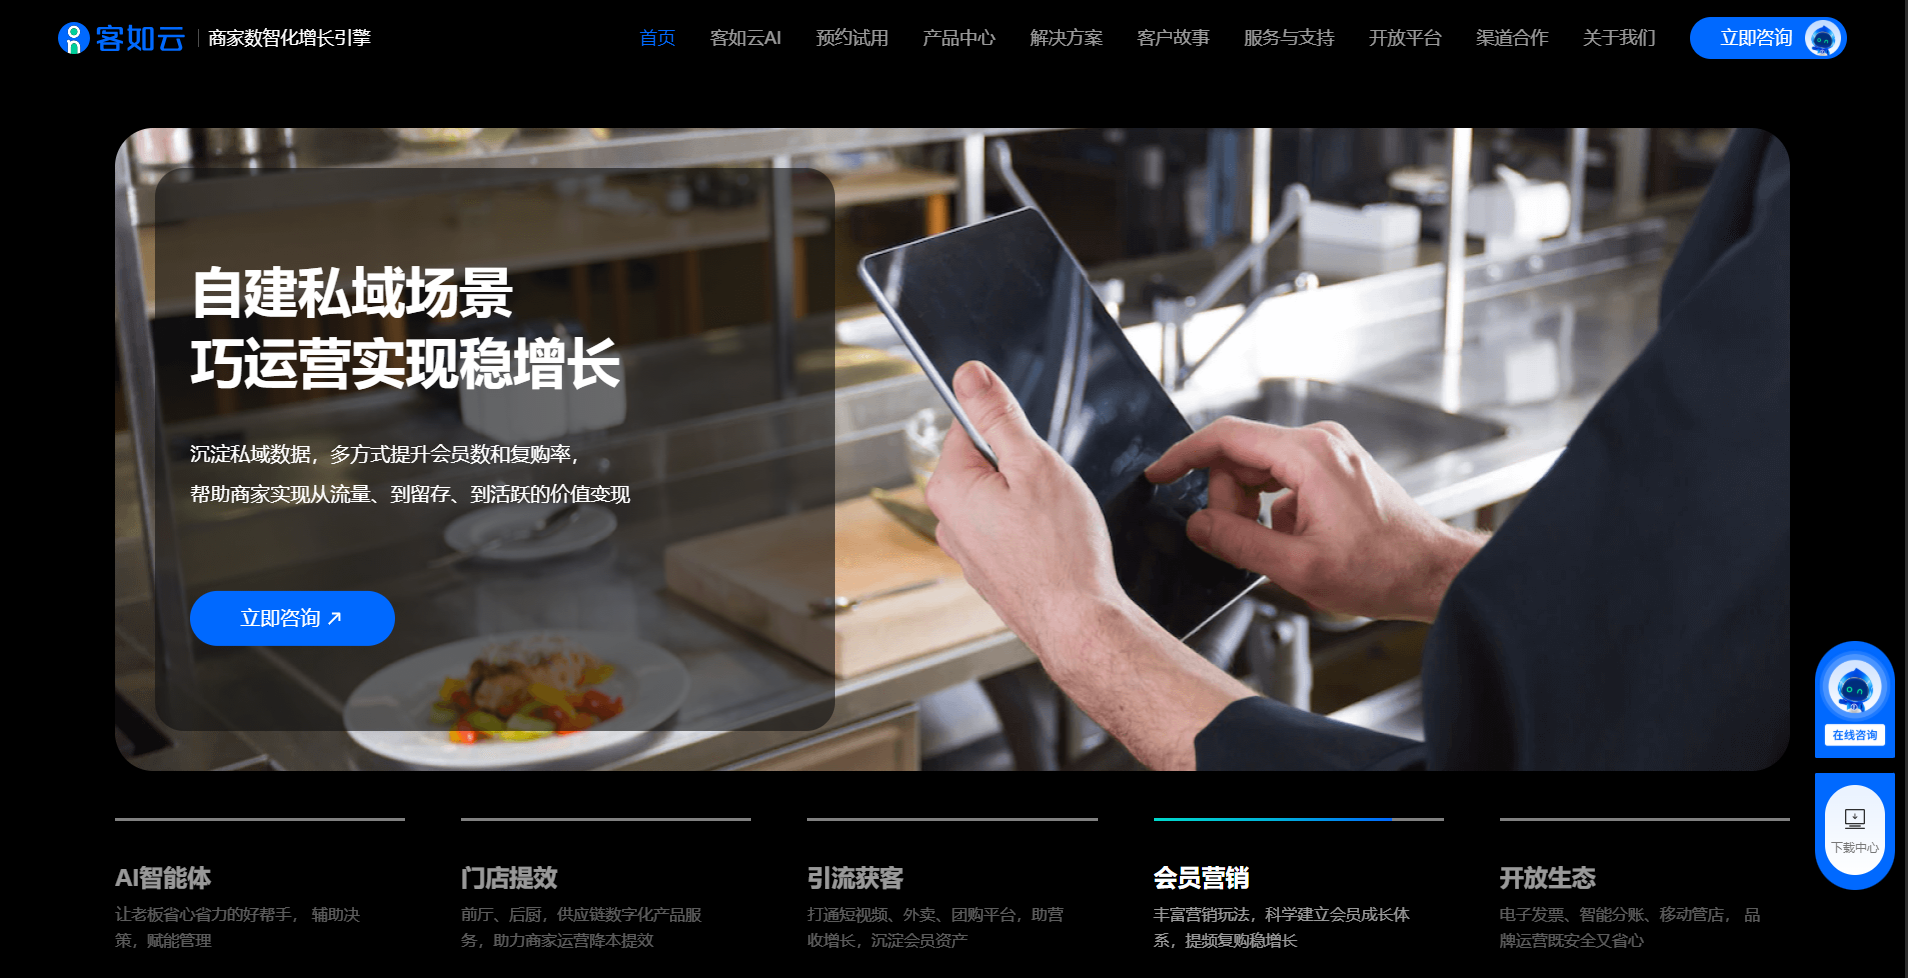 客如云 商家数智化增长引擎 首页 客如云AI 预约试用 产品中心 解决方案 客户故事 服务与支持 开放平台 渠道合作 关于我们 立即咨询
自建私域场景
巧运营实现稳增长
沉淀私域数据，多方式提升会员数和复购率，
帮助商家实现从流量、到留存、到活跃的价值变现
立即咨询
在线咨询
下载中心
AI智能体
让老板省心省力的好帮手， 辅助决
策，赋能管理
门店提效
前厅、后厨，供应链数字化产品服
务，助力商家运营降本提效
引流获客
打通短视频、外卖、团购平台，助营
收增长，沉淀会员资产
会员营销
丰富营销玩法，科学建立会员成长体
系，提频复购稳增长
开放生态
电子发票、智能分账、移动管店， 品
牌运营既安全又省心